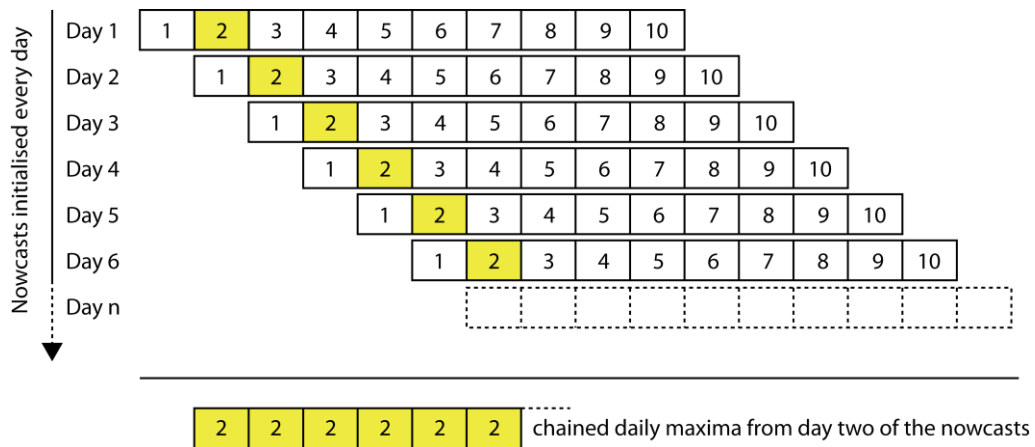 Nowcasts initialised every day
Day 1 1 2 3 4 5 6 7 8 9 10
Day 2 1 2 3 4 5 6 7 8 9 10
Day 3 1 2 3 4 5 6 7 8 9 10
Day 4 1 2 3 4 5 6 7 8 9 10
Day 5 1 2 3 4 5 6 7 8 9 10
Day 6 1 2 3 4 5 6 7 8 9 10
Day n
2 2 2 2 2 2 chained daily maxima from day two of the nowcasts